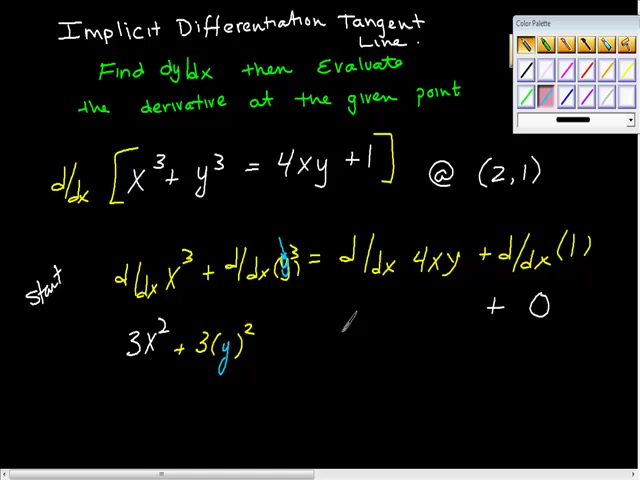 Implicit Differentiation Tangent
Line.
Color Palette
Find dy/dx then Evaluate
the derivative at the given point
d/dx [x³ + y³ = 4xy + 1] @ (2,1)
start d/dx x³ + d/dx (y³) = d/dx 4xy + d/dx (1)
3x² + 3(y)² + 0